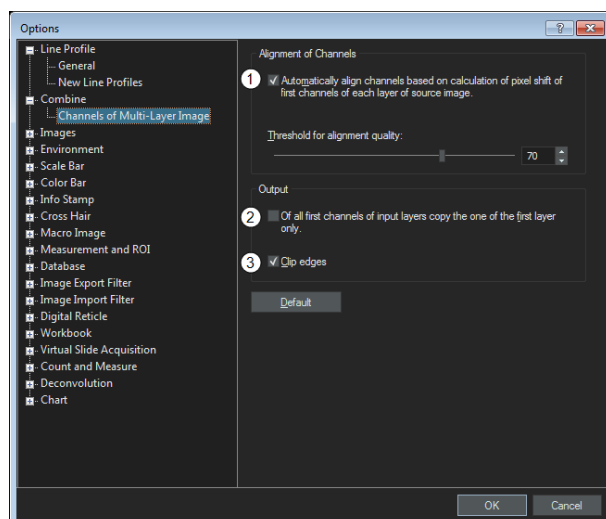 Options
Line Profile
General
New Line Profiles
Combine
Channels of Multi-Layer Image
Images
Environment
Scale Bar
Color Bar
Info Stamp
Cross Hair
Macro Image
Measurement and ROI
Database
Image Export Filter
Image Import Filter
Digital Reticle
Workbook
Virtual Slide Acquisition
Count and Measure
Deconvolution
Chart
Alignment of Channels
1 Automatically align channels based on calculation of pixel shift of
first channels of each layer of source image.
Threshold for alignment quality:
70
Output
2 Of all first channels of input layers copy the one of the first layer
only.
3 Clip edges
Default
OK Cancel